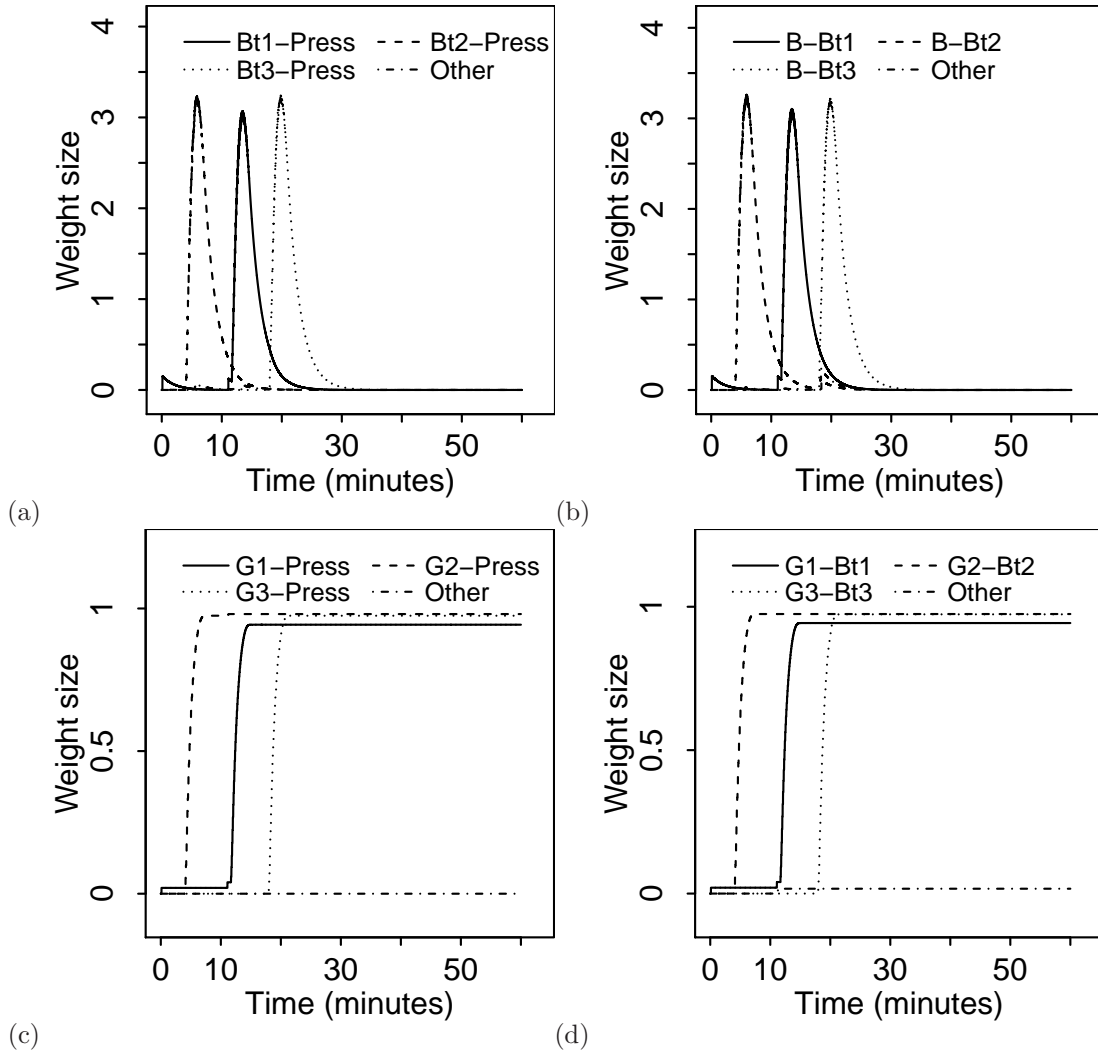 Bt1−Press Bt2−Press
Bt3−Press Other
Weight size
0 1 2 3 4
0 10 30 50
Time (minutes)
(a)
B−Bt1 B−Bt2
B−Bt3 Other
Weight size
0 1 2 3 4
0 10 30 50
Time (minutes)
(b)
G1−Press G2−Press
G3−Press Other
Weight size
0 0.5 1
0 10 30 50
Time (minutes)
(c)
G1−Bt1 G2−Bt2
G3−Bt3 Other
Weight size
0 0.5 1
0 10 30 50
Time (minutes)
(d)